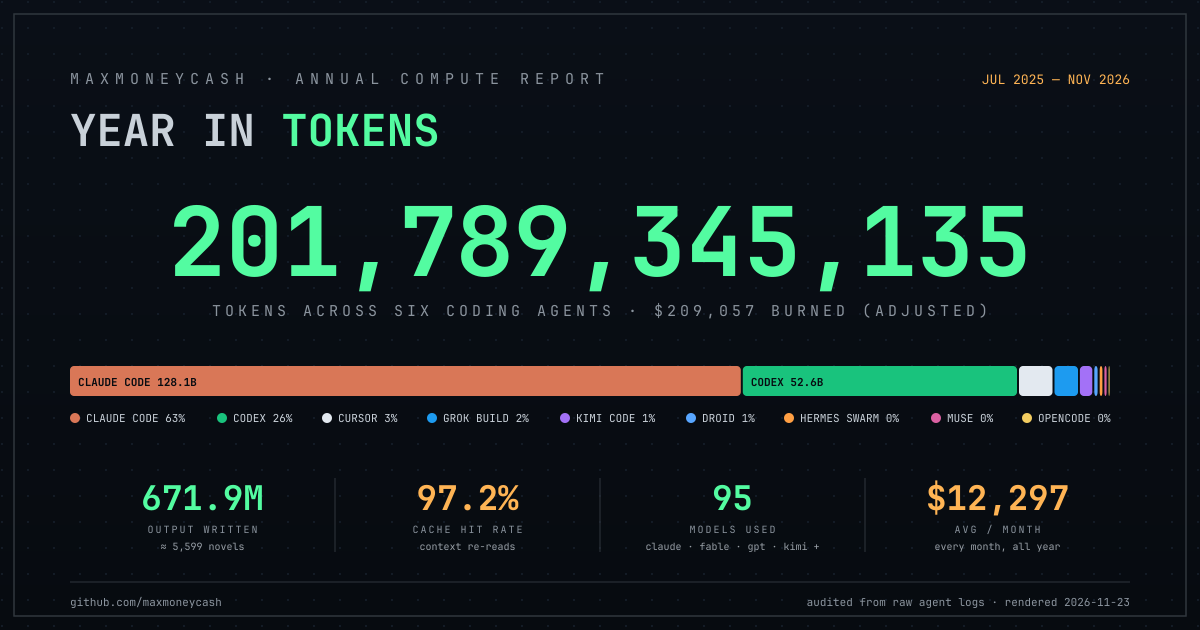 MAXMONEYCASH · ANNUAL COMPUTE REPORT
JUL 2025 — NOV 2026
YEAR IN TOKENS
201,789,345,135
TOKENS ACROSS SIX CODING AGENTS · $209,057 BURNED (ADJUSTED)
CLAUDE CODE 128.1B CODEX 52.6B
CLAUDE CODE 63% CODEX 26% CURSOR 3% GROK BUILD 2% KIMI CODE 1% DROID 1% HERMES SWARM 0% MUSE 0% OPENCODE 0%
671.9M 97.2% 95 $12,297
OUTPUT WRITTEN CACHE HIT RATE MODELS USED AVG / MONTH
≈ 5,599 novels context re-reads claude · fable · gpt · kimi + every month, all year
github.com/maxmoneycash audited from raw agent logs · rendered 2026-11-23